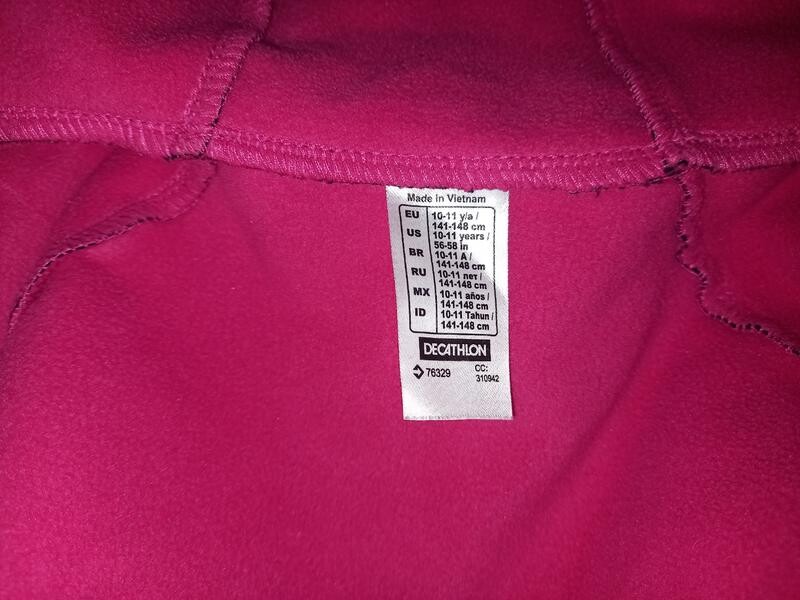 Made in Vietnam
EU 10-11 y/a /
141-148 cm
US 10-11 years /
56-58 in
BR 10-11 A /
141-148 cm
RU 10-11 лет /
141-148 cm
MX 10-11 años /
141-148 cm
ID 10-11 Tahun /
141-148 cm
DECATHLON
76329 CC:
310942